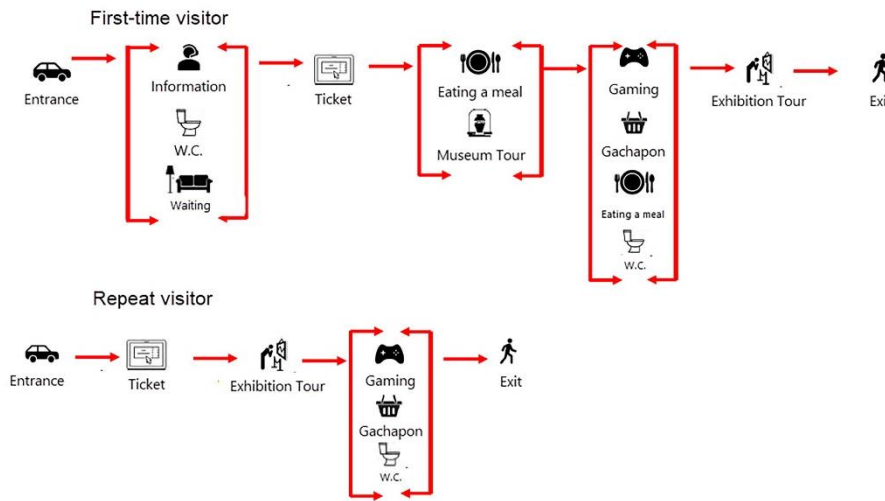 First-time visitor
Entrance
Information
W.C.
Waiting
Ticket
Eating a meal
Museum Tour
Gaming
Gachapon
Eating a meal
W.C.
Exhibition Tour
Exi
Repeat visitor
Entrance
Ticket
Exhibition Tour
Gaming
Gachapon
W.C.
Exit